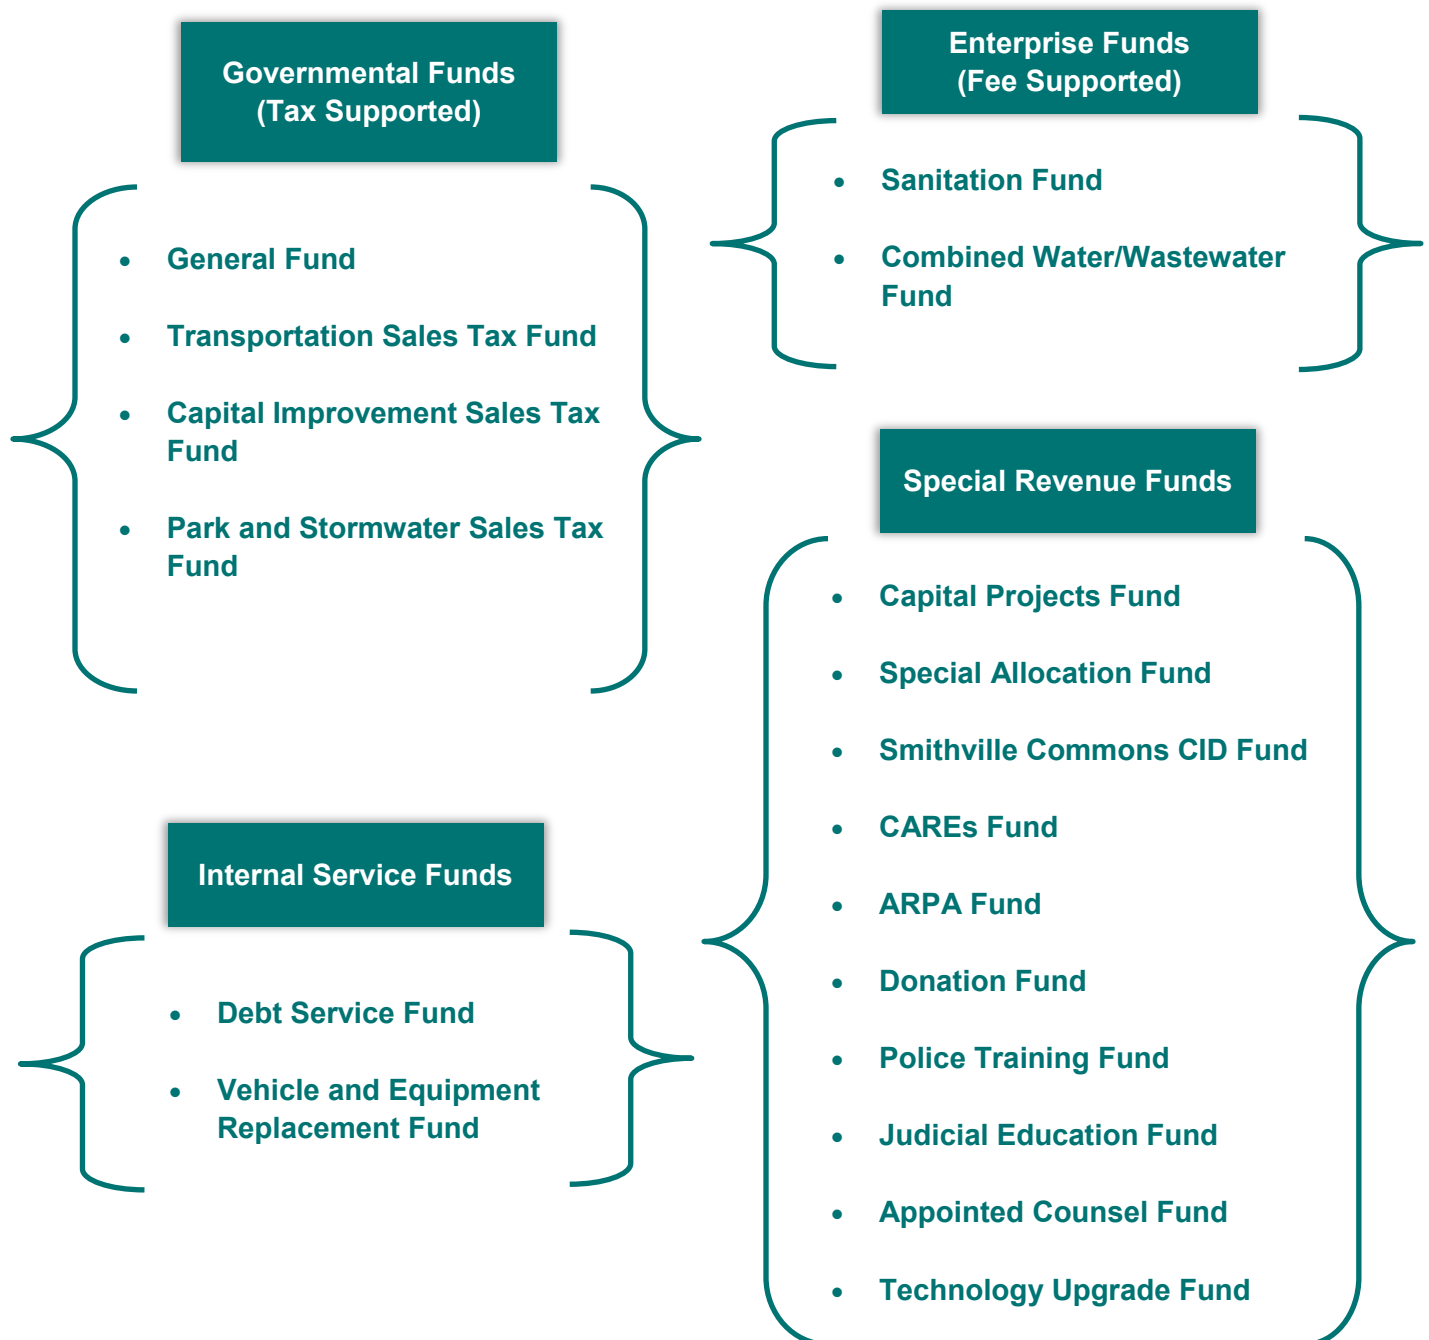 Governmental Funds
(Tax Supported)
• General Fund
• Transportation Sales Tax Fund
• Capital Improvement Sales Tax
Fund
• Park and Stormwater Sales Tax
Fund
Enterprise Funds
(Fee Supported)
• Sanitation Fund
• Combined Water/Wastewater
Fund
Internal Service Funds
• Debt Service Fund
• Vehicle and Equipment
Replacement Fund
Special Revenue Funds
• Capital Projects Fund
• Special Allocation Fund
• Smithville Commons CID Fund
• CAREs Fund
• ARPA Fund
• Donation Fund
• Police Training Fund
• Judicial Education Fund
• Appointed Counsel Fund
• Technology Upgrade Fund